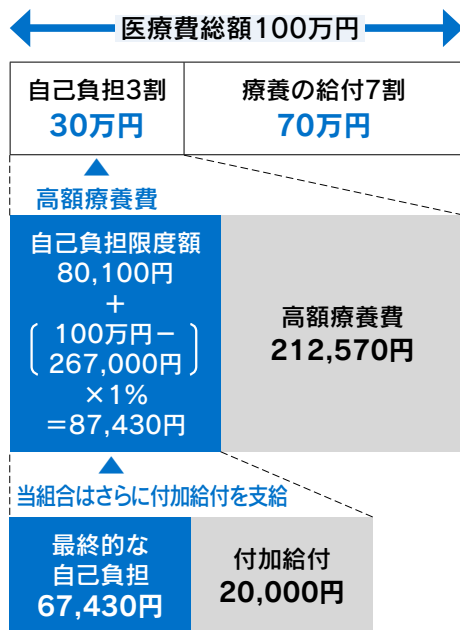 医療費総額100万円
自己負担3割
30万円
療養の給付7割
70万円
高額療養費
自己負担限度額
80,100円
+
(100万円-
267,000円)
×1%
=87,430円
高額療養費
212,570円
当組合はさらに付加給付を支給
最終的な
自己負担
67,430円
付加給付
20,000円